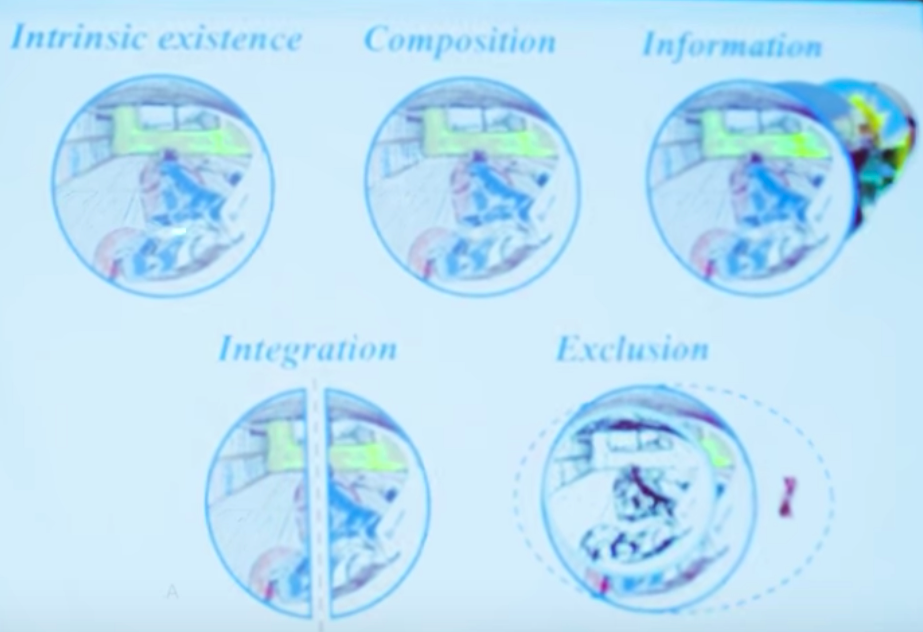 Intrinsic existence
Composition
Information
Integration
Exclusion
A